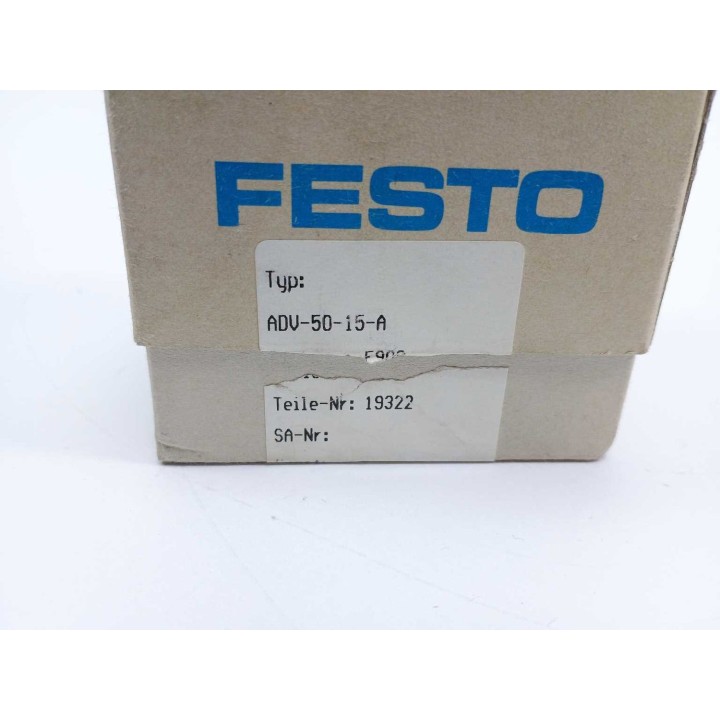 FESTO
Typ:
ADV-50-15-A
Teile-Nr: 19322
SA-Nr: